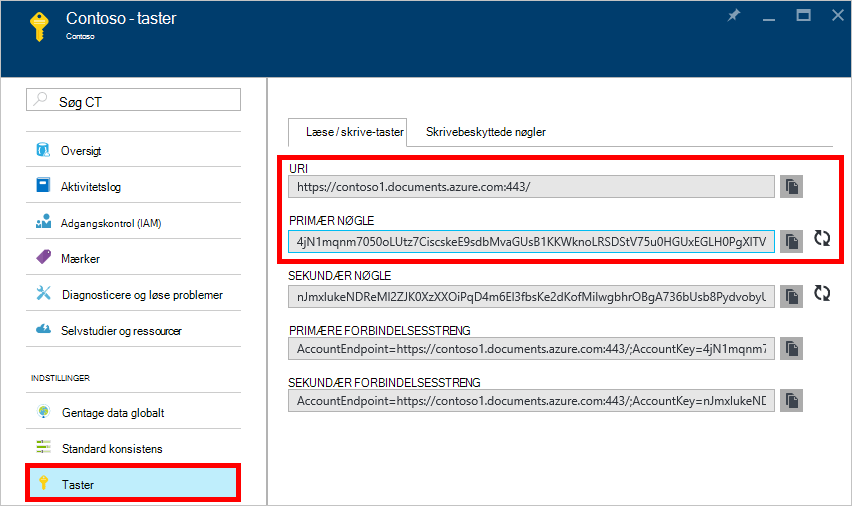 Contoso - taster
Contoso
Søg CT
Oversigt
Aktivitetslog
Adgangskontrol (IAM)
Mærker
Diagnosticere og løse problemer
Selvstudier og ressourcer
INDSTILLINGER
Gentage data globalt
Standard konsistens
Taster
Læse / skrive-taster
Skrivebeskyttede nøgler
URI
https://contoso1.documents.azure.com:443/
PRIMÆR NØGLE
4jN1mqnm7050oLUtz7CiscskeE9sdbMvaGUsB1KKWknoLRSDStV75u0HGUxEGLH0PgXlTV
SEKUNDÆR NØGLE
nJmxlukeNDReMI2ZJK0XzXXOiPqD4m6EI3fbsKe2dKofMiIwgbhrOBgA736bUsb8PydvobyU
PRIMÆRE FORBINDELSESSTRENG
AccountEndpoint=https://contoso1.documents.azure.com:443/;AccountKey=4jN1mqnm7
SEKUNDÆR FORBINDELSESSTRENG
AccountEndpoint=https://contoso1.documents.azure.com:443/;AccountKey=nJmxlukeND